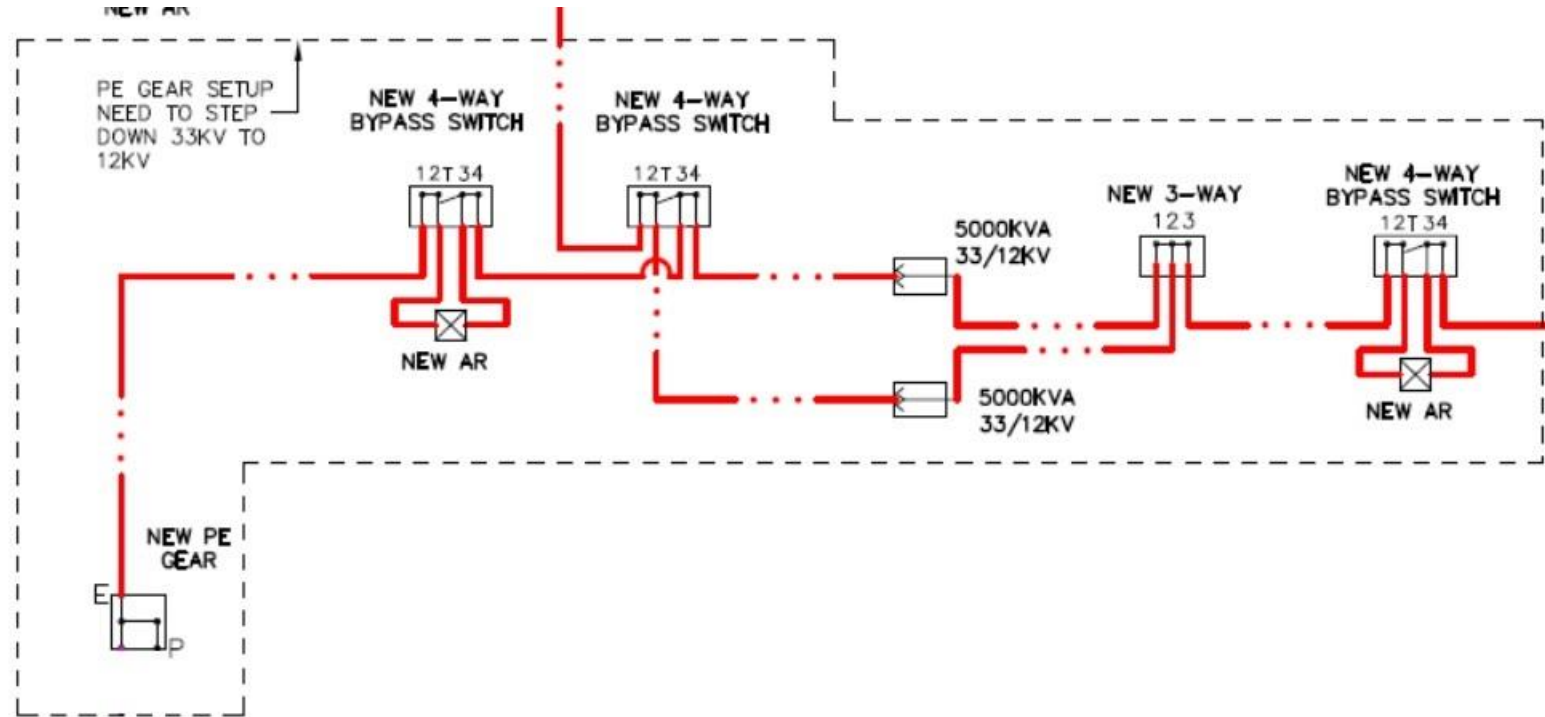 NEW AR
PE GEAR SETUP
NEED TO STEP
DOWN 33KV TO
12KV
NEW 4-WAY
BYPASS SWITCH
12T34
NEW AR
NEW 4-WAY
BYPASS SWITCH
12T34
5000KVA
33/12KV
5000KVA
33/12KV
NEW 3-WAY
123
NEW 4-WAY
BYPASS SWITCH
12T34
NEW AR
NEW PE
GEAR
E
P